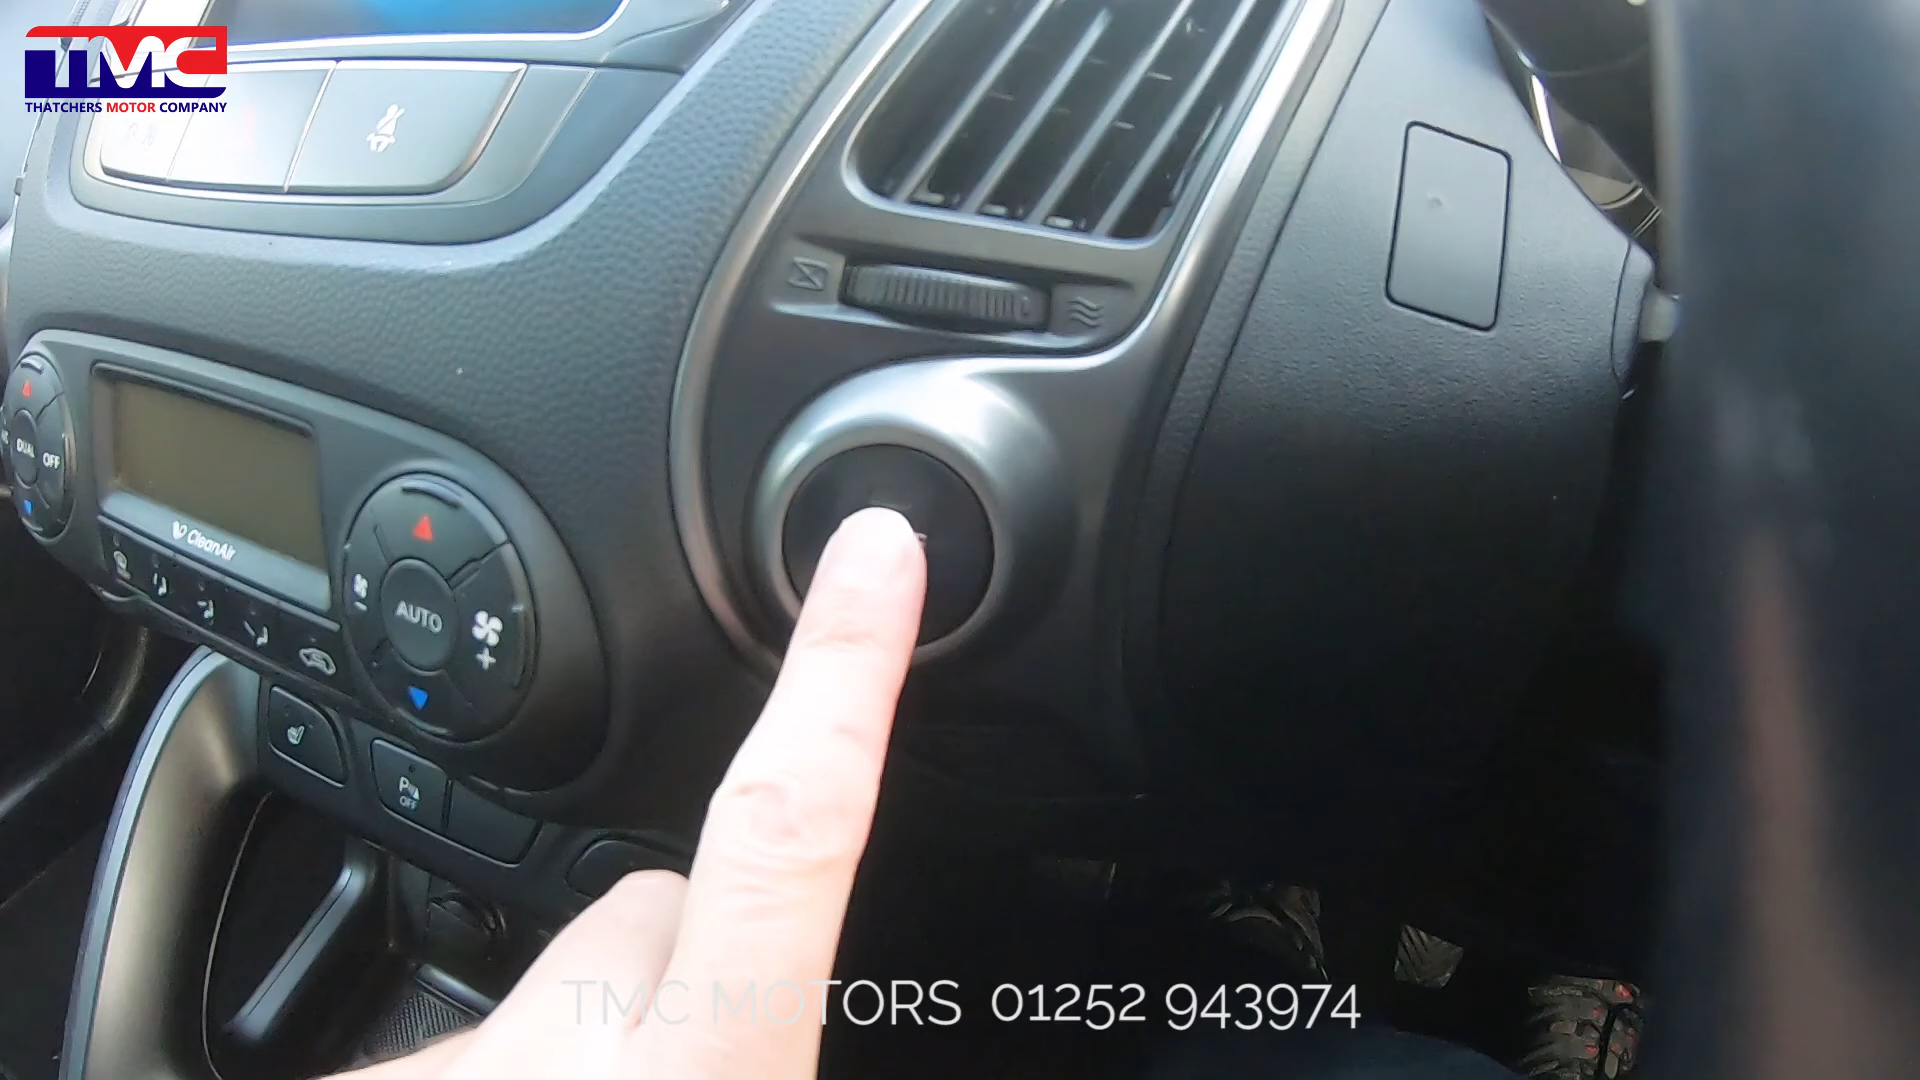 TMC
THATCHERS MOTOR COMPANY
DUAL
OFF
CleanAir
AUTO
OFF
TMC MOTORS 01252 943974